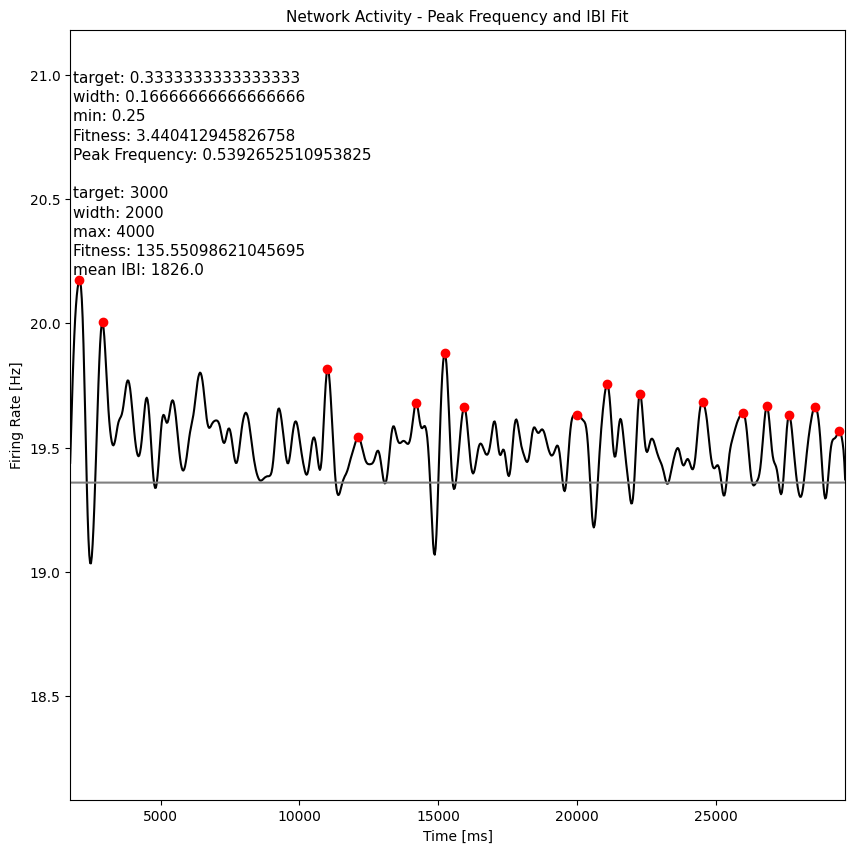 Network Activity - Peak Frequency and IBI Fit
21.0
target: 0.3333333333333333
width: 0.16666666666666666
min: 0.25
Fitness: 3.440412945826758
Peak Frequency: 0.5392652510953825
20.5
target: 3000
width: 2000
max: 4000
Fitness: 135.55098621045695
mean IBI: 1826.0
20.0
19.5
19.0
18.5
Firing Rate [Hz]
5000 10000 15000 20000 25000
Time [ms]